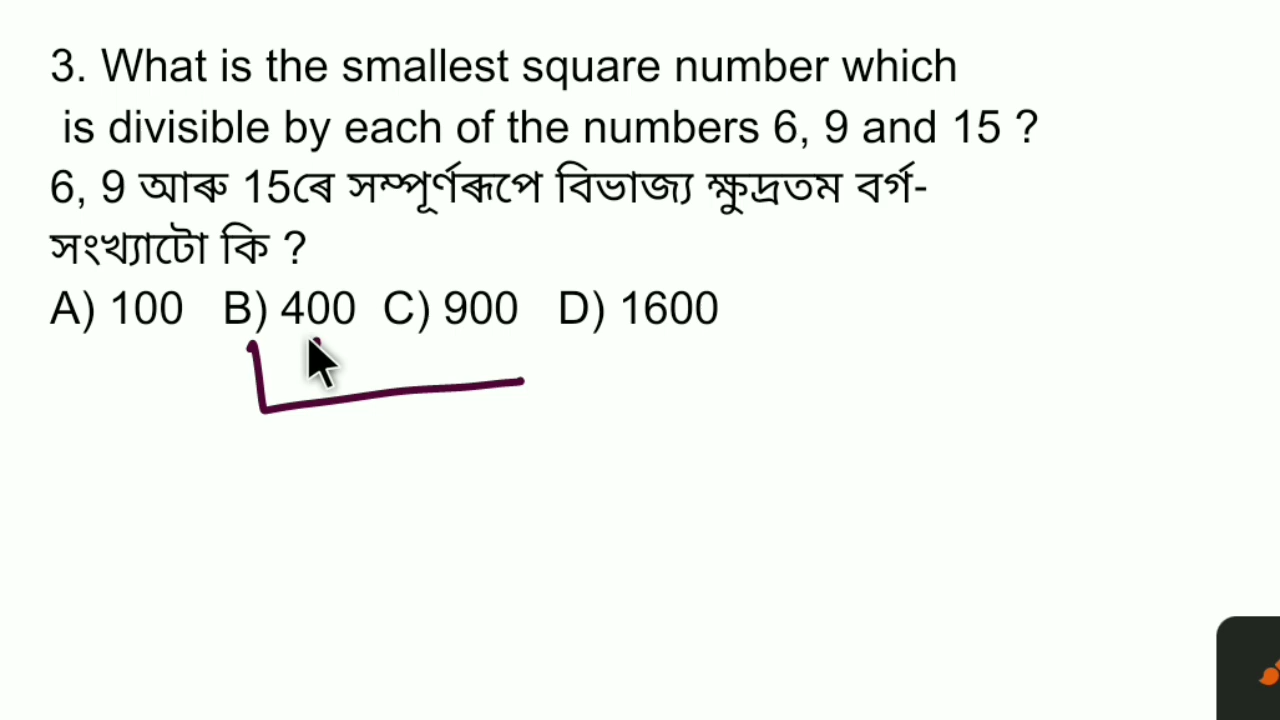 3. What is the smallest square number which
is divisible by each of the numbers 6, 9 and 15 ?
6, 9 আৰু 15ৰে সম্পূৰ্ণৰূপে বিভাজ্য ক্ষুদ্ৰতম বৰ্গ-
সংখ্যাটো কি ?
A) 100 B) 400 C) 900 D) 1600